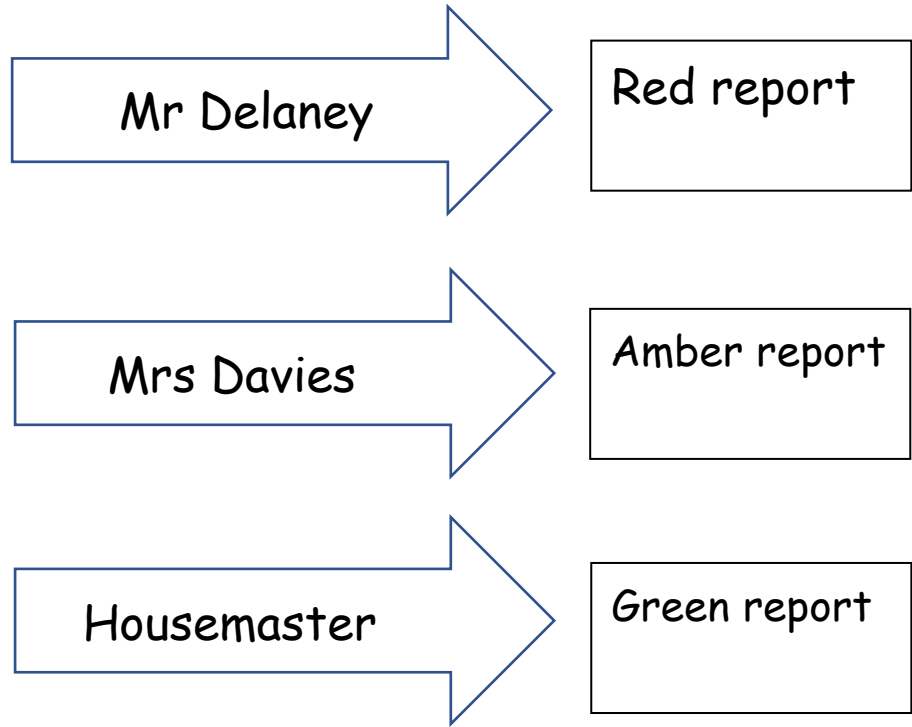 Mr Delaney
Red report
Mrs Davies
Amber report
Housemaster
Green report